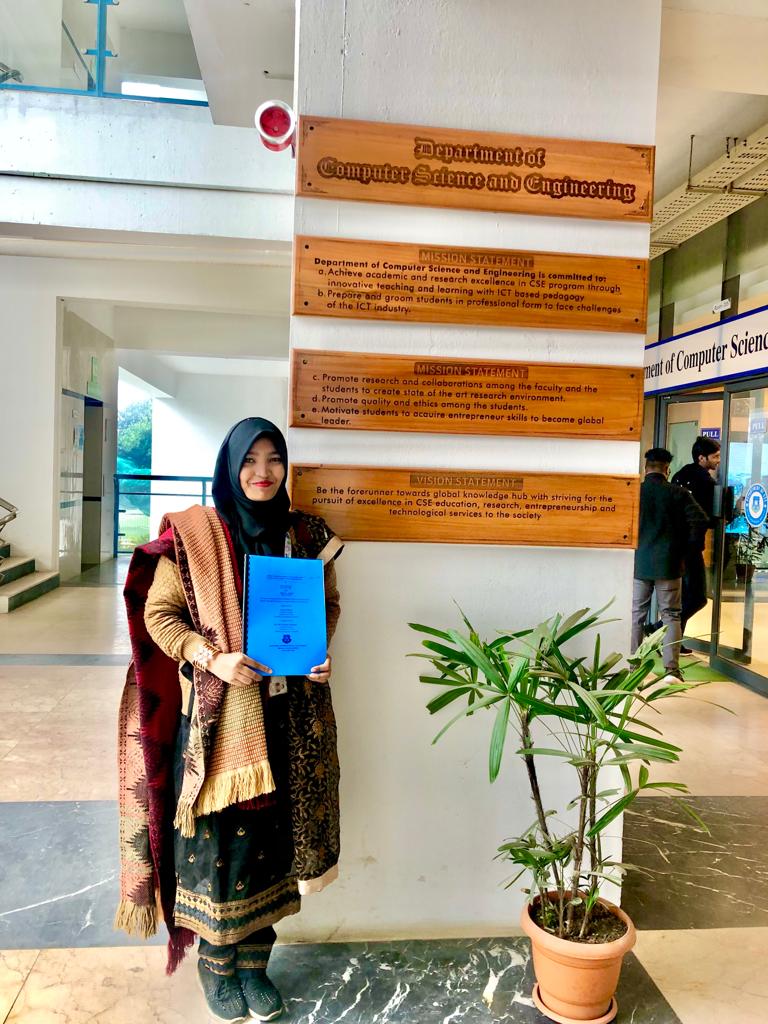 Department of
Computer Science and Engineering
MISSION STATEMENT
Department of Computer Science and Engineering is committed to:
a. Achieve academic and research excellence in CSE program through
innovative teaching and learning with ICT based pedagogy
b. Prepare and groom students in professional form to face challenges
of the ICT industry.
MISSION STATEMENT
c. Promote research and collaborations among the faculty and the
students to create state of the art research environment.
d. Promote quality and ethics among the students.
e. Motivate students to acquire entrepreneur skills to become global
leader.
VISION STATEMENT
Be the forerunner towards global knowledge hub with striving for the
pursuit of excellence in CSE education, research, entrepreneurship and
technological services to the society
ment of Computer Scienc
PULL
PULL